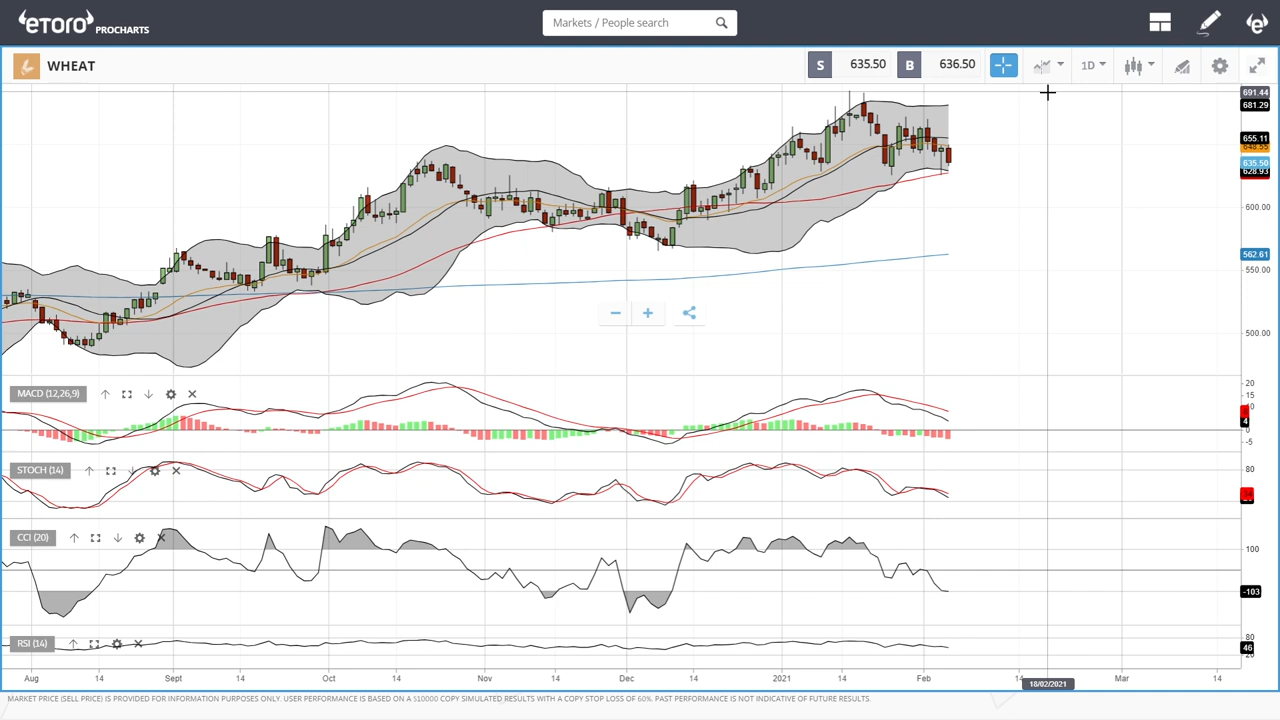 eToro PROCHARTS
Markets / People search
WHEAT
S 635.50 B 636.50
1D
691.44
681.29
655.11
635.50
628.93
600.00
562.61
550.00
500.00
MACD (12,26,9)
20
15
10
4
0
-5
STOCH (14)
80
CCI (20)
100
-103
RSI (14)
80
46
Aug 14 Sept 14 Oct 14 Nov 14 Dec 14 2021 14 Feb 14 Mar 14
18/02/2021
MARKET PRICE (SELL PRICE) IS PROVIDED FOR INFORMATION PURPOSES ONLY. USER PERFORMANCE IS BASED ON A $10000 COPY SIMULATED RESULTS WITH A COPY STOP LOSS OF 60%. PAST PERFORMANCE IS NOT INDICATIVE OF FUTURE RESULTS.